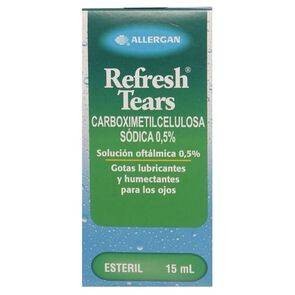 ALLERGAN
Refresh®
Tears
CARBOXIMETILCELULOSA
SÓDICA 0,5%
Solución oftálmica 0,5%
Gotas lubricantes
y humectantes
para los ojos
ESTERIL 15 mL